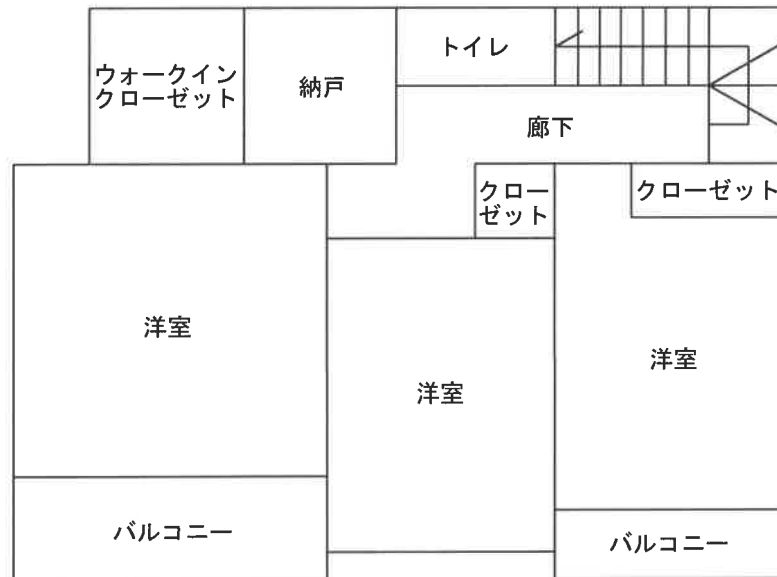 トイレ
ウォークイン
クローゼット
納戸
廊下
クロー
ゼット
クローゼット
洋室
洋室
洋室
バルコニー
バルコニー